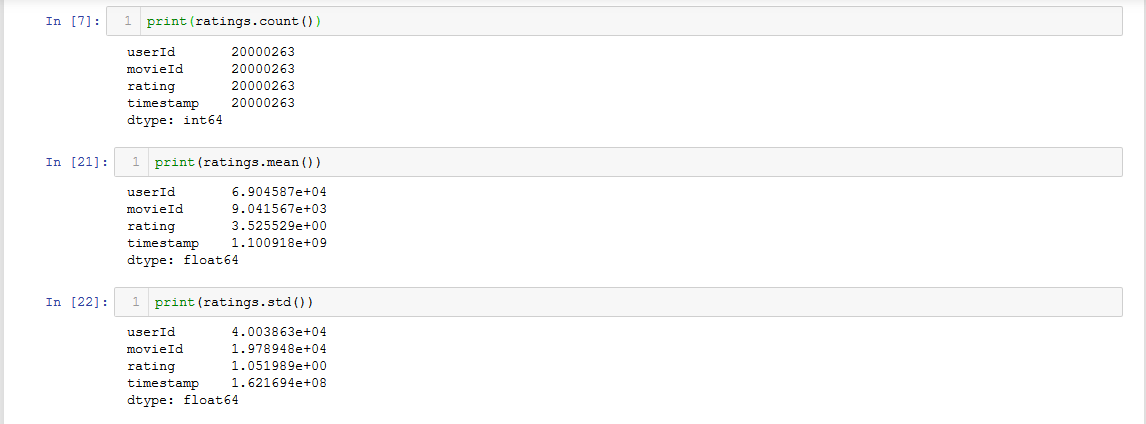 In [7]: 1 print(ratings.count())
userId 20000263
movieId 20000263
rating 20000263
timestamp 20000263
dtype: int64
In [21]: 1 print(ratings.mean())
userId 6.904587e+04
movieId 9.041567e+03
rating 3.525529e+00
timestamp 1.100918e+09
dtype: float64
In [22]: 1 print(ratings.std())
userId 4.003863e+04
movieId 1.978948e+04
rating 1.051989e+00
timestamp 1.621694e+08
dtype: float64